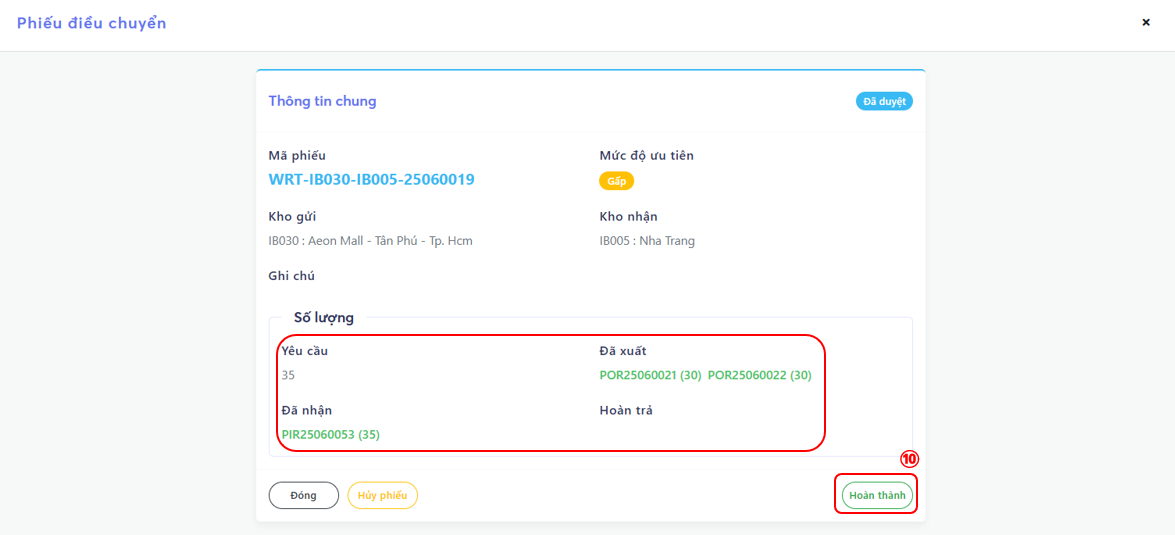 Phiếu điều chuyển
×
Thông tin chung
Đã duyệt
Mã phiếu
Mức độ ưu tiên
WRT-IB030-IB005-25060019
Gấp
Kho gửi
Kho nhận
IB030 : Aeon Mall - Tân Phú - Tp. Hcm
IB005 : Nha Trang
Ghi chú
Số lượng
Yêu cầu
Đã xuất
35
POR25060021 (30) POR25060022 (30)
Đã nhận
Hoàn trả
PIR25060053 (35)
⑩
Đóng
Hủy phiếu
Hoàn thành